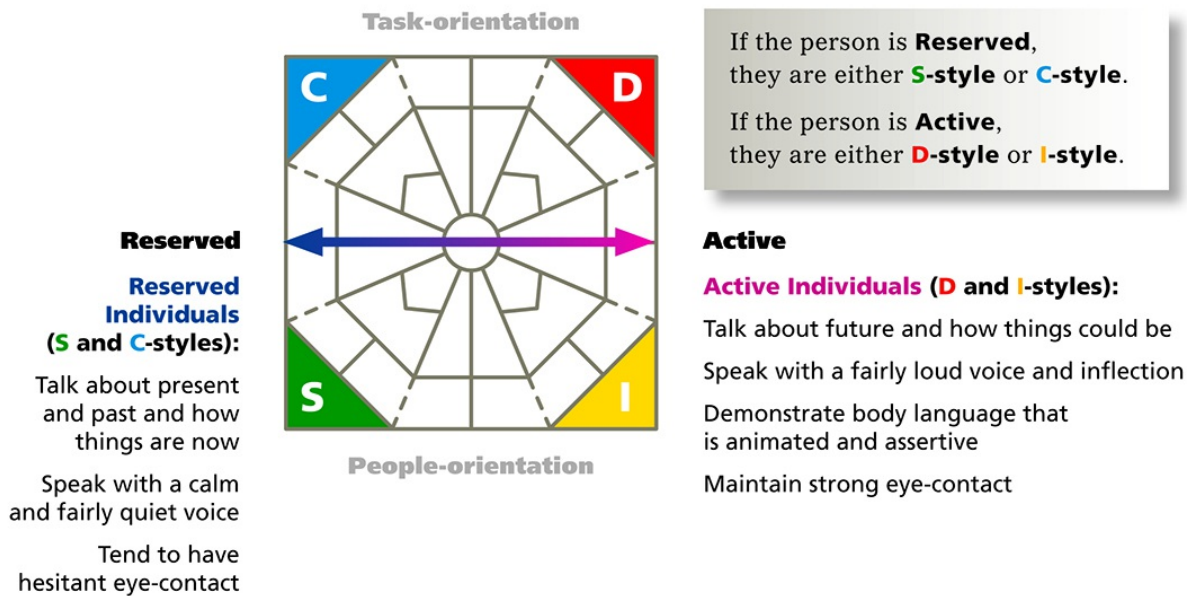 Task-orientation
C
D
If the person is Reserved,
they are either S-style or C-style.
If the person is Active,
they are either D-style or I-style.
Reserved
Reserved
Individuals
(S and C-styles):
Talk about present
and past and how
things are now
Speak with a calm
and fairly quiet voice
Tend to have
hesitant eye-contact
S
I
People-orientation
Active
Active Individuals (D and I-styles):
Talk about future and how things could be
Speak with a fairly loud voice and inflection
Demonstrate body language that
is animated and assertive
Maintain strong eye-contact